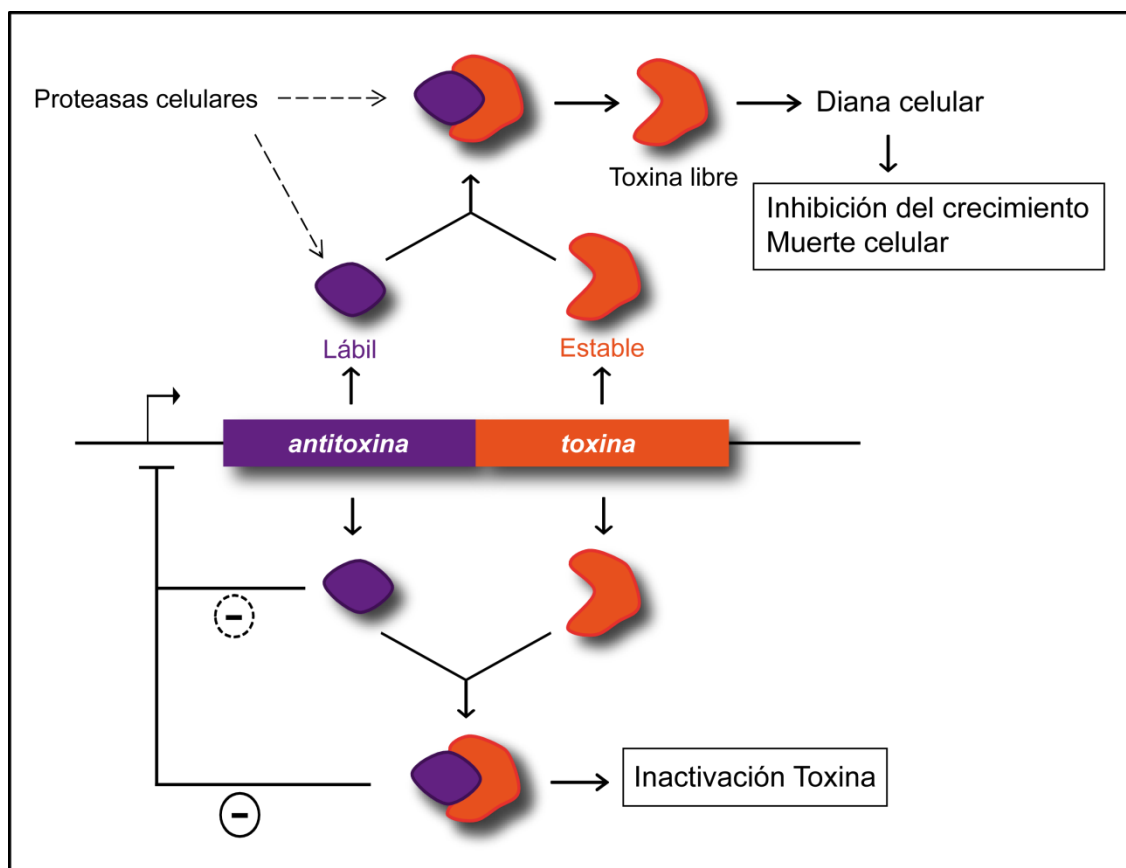 Proteasas celulares
Diana celular
Toxina libre
Inhibición del crecimiento
Muerte celular
Lábil
Estable
antitoxina
toxina
-
-
Inactivación Toxina